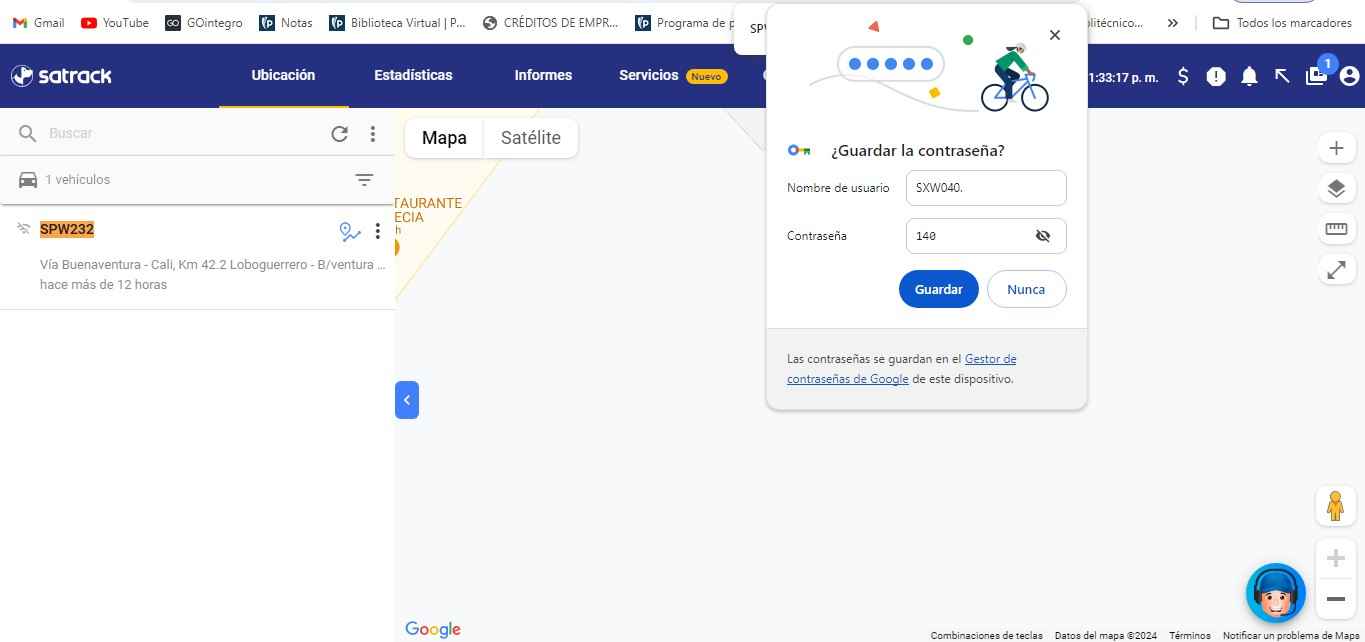 Gmail YouTube GOintegro Notas Biblioteca Virtual | P... CRÉDITOS DE EMPR... Programa de p olitécnico... » Todos los marcadores
satrack Ubicación Estadísticas Informes Servicios Nuevo 1:33:17 p. m. $ 1
SPW
Buscar
1 vehículos
SPW232
Vía Buenaventura - Cali, Km 42.2 Loboguerrero - B/ventura ...
hace más de 12 horas
Mapa Satélite
TAURANTE
ECIA
h
¿Guardar la contraseña?
Nombre de usuario SXW040.
Contraseña 140
Guardar Nunca
Las contraseñas se guardan en el Gestor de
contraseñas de Google de este dispositivo.
Google
Combinaciones de teclas Datos del mapa ©2024 Términos Notificar un problema de Maps